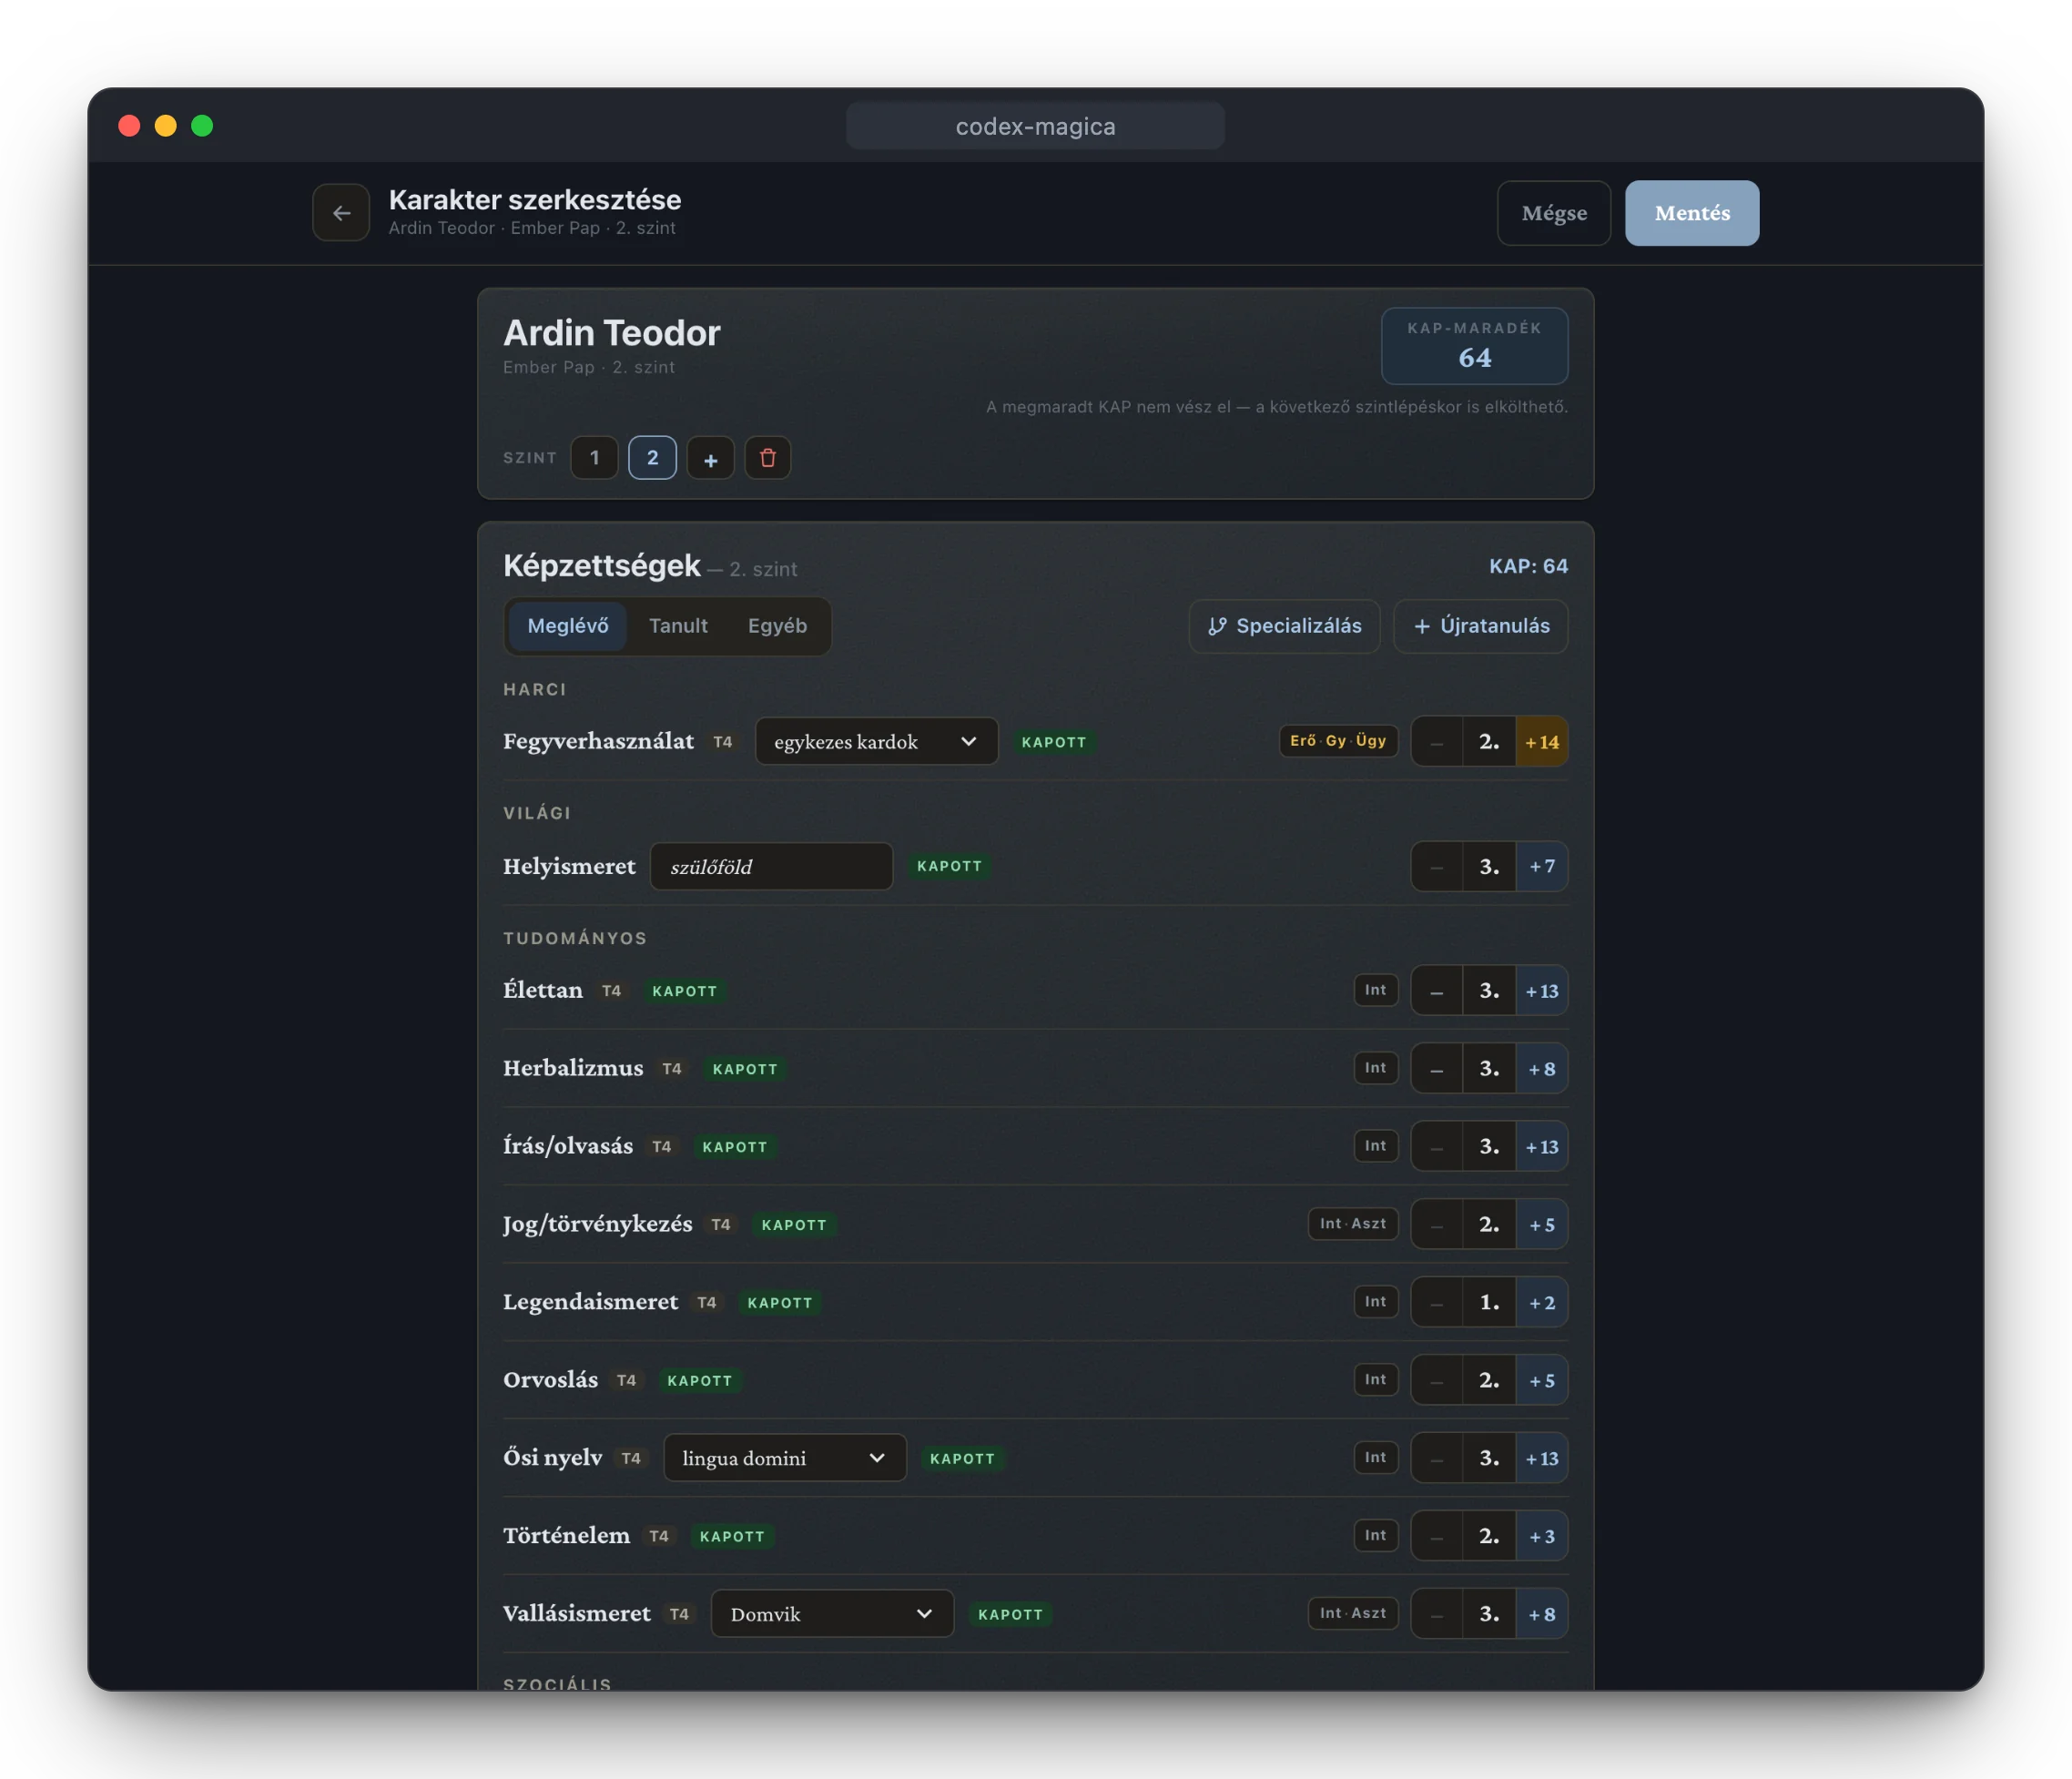 codex-magica
Karakter szerkesztése
Ardin Teodor · Ember Pap · 2. szint
Mégse
Mentés
Ardin Teodor
Ember Pap · 2. szint
KAP-MARADÉK
64
A megmaradt KAP nem vész el — a következő szintlépéskor is elkölthető.
SZINT 1 2 +
Képzettségek — 2. szint
KAP: 64
Meglévő Tanult Egyéb
Specializálás
+ Újratanulás
HARCI
Fegyverhasználat T4 egykezes kardok KAPOTT Erő · Gy · Ügy – 2. +14
VILÁGI
Helyismeret szülőföld KAPOTT – 3. +7
TUDOMÁNYOS
Élettan T4 KAPOTT Int – 3. +13
Herbalizmus T4 KAPOTT Int – 3. +8
Írás/olvasás T4 KAPOTT Int – 3. +13
Jog/törvénykezés T4 KAPOTT Int · Aszt – 2. +5
Legendaismeret T4 KAPOTT Int – 1. +2
Orvoslás T4 KAPOTT Int – 2. +5
Ősi nyelv T4 lingua domini KAPOTT Int – 3. +13
Történelem T4 KAPOTT Int – 2. +3
Vallásismeret T4 Domvik KAPOTT Int · Aszt – 3. +8
SZOCIÁLIS